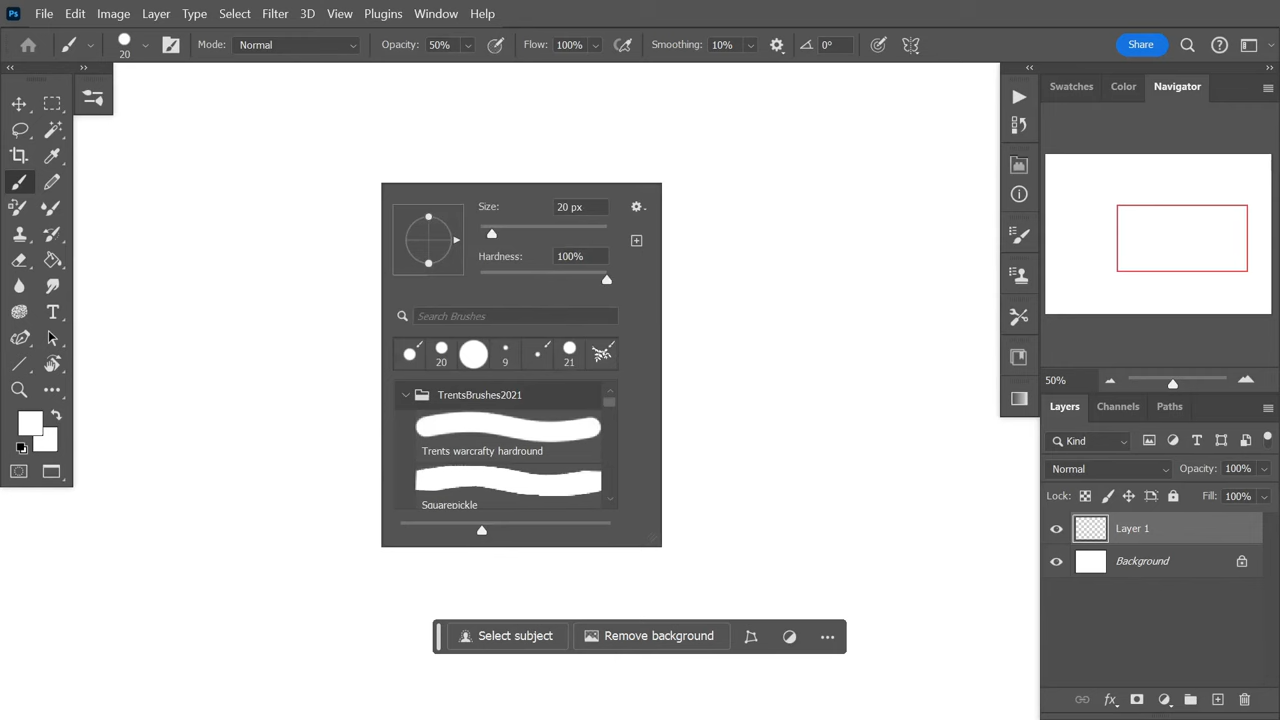 Ps File Edit Image Layer Type Select Filter 3D View Plugins Window Help
20 Mode: Normal Opacity: 50% Flow: 100% Smoothing: 10% 0° Share
Swatches Color Navigator
Size: 20 px
Hardness: 100%
Search Brushes
20 9 21
TrentsBrushes2021
Trents warcrafty hardround
Squarepickle
Select subject Remove background
50%
Layers Channels Paths
Kind
Normal Opacity: 100%
Lock: Fill: 100%
Layer 1
Background
fx